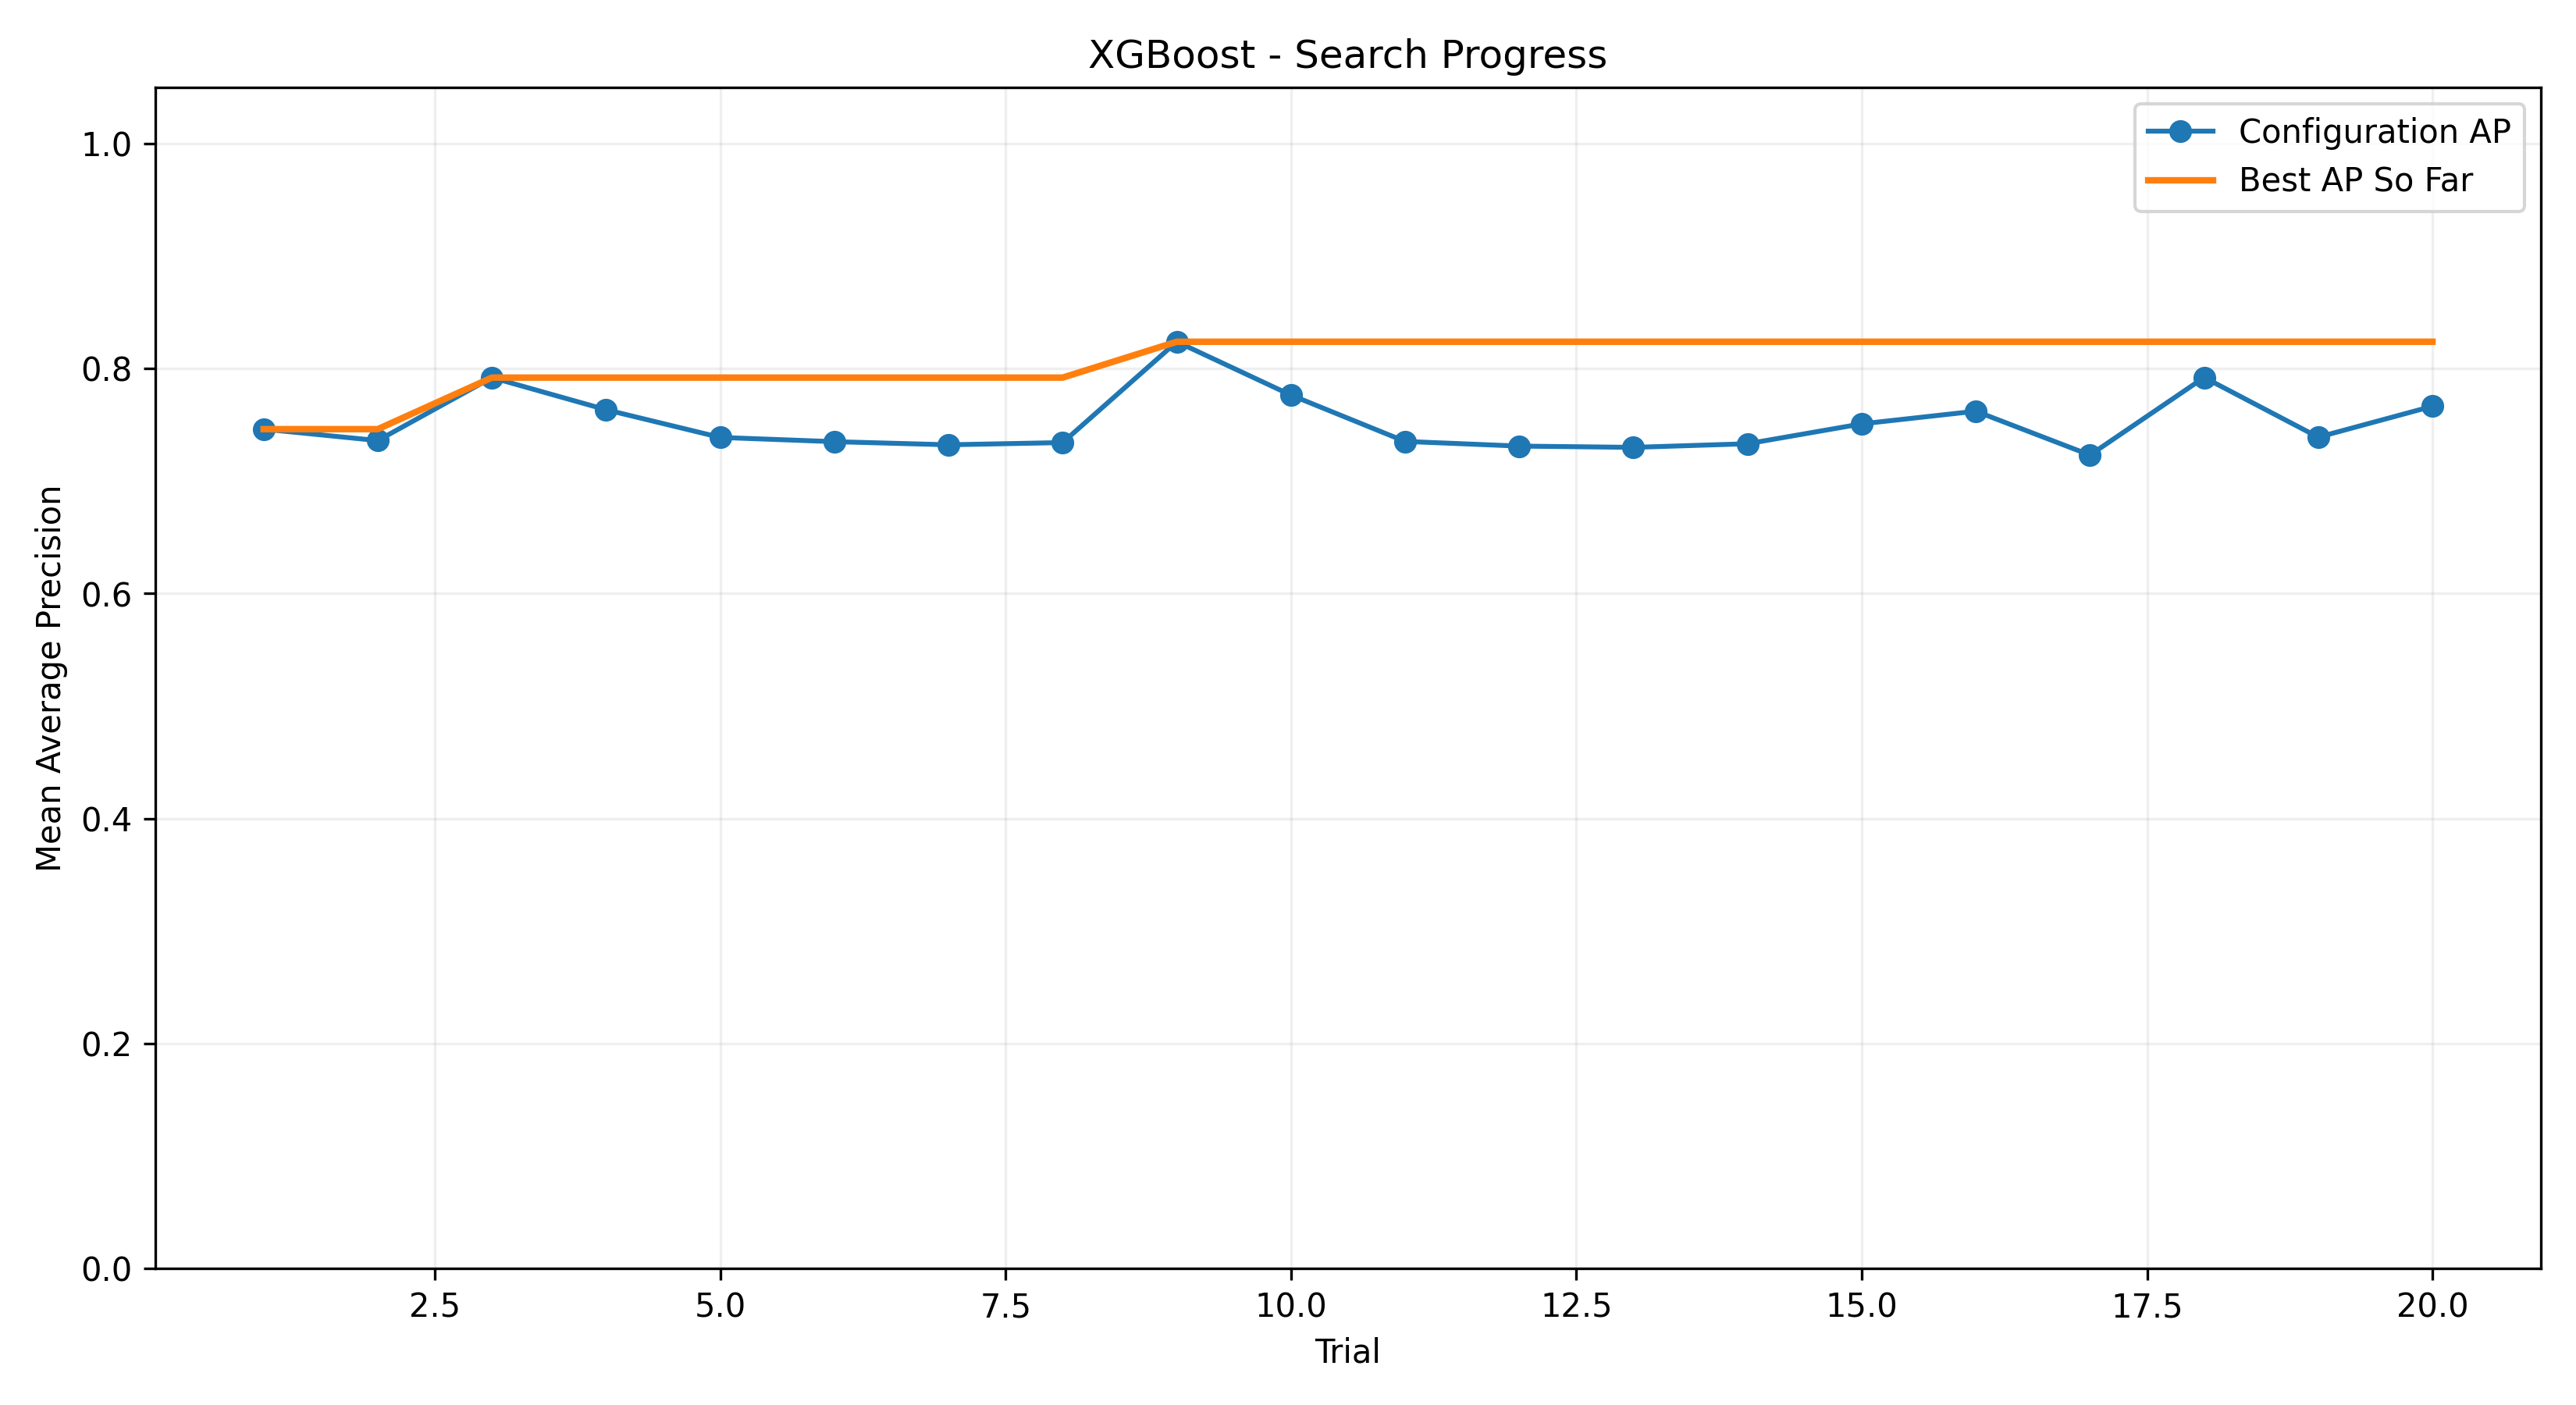 XGBoost - Search Progress
Configuration AP
Best AP So Far
Mean Average Precision
1.0
0.8
0.6
0.4
0.2
0.0
2.5 5.0 7.5 10.0 12.5 15.0 17.5 20.0
Trial